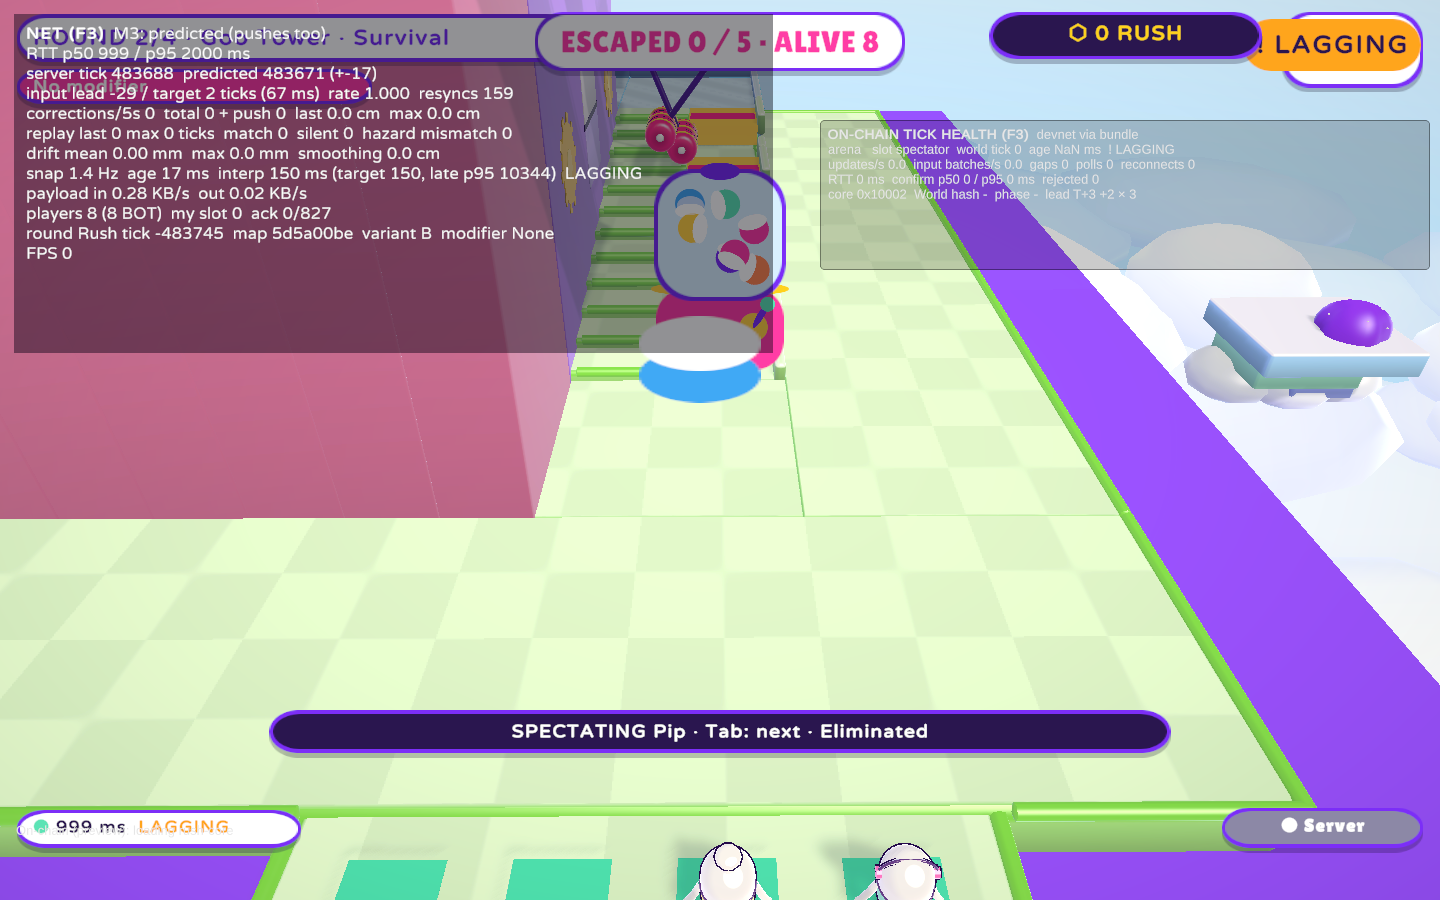 NET (F3) M3: predicted (pushes too)
RTT p50 999 / p95 2000 ms
server tick 483688 predicted 483671 (+-17)
input lead -29 / target 2 ticks (67 ms) rate 1.000 resyncs 159
corrections/5s 0 total 0 + push 0 last 0.0 cm max 0.0 cm
replay last 0 max 0 ticks match 0 silent 0 hazard mismatch 0
drift mean 0.00 mm max 0.0 mm smoothing 0.0 cm
snap 1.4 Hz age 17 ms interp 150 ms (target 150, late p95 10344) LAGGING
payload in 0.28 KB/s out 0.02 KB/s
players 8 (8 BOT) my slot 0 ack 0/827
round Rush tick -483745 map 5d5a00be variant B modifier None
FPS 0
ROUND 2/4 Tower · Survival
No modifier
ESCAPED 0 / 5 · ALIVE 8
0 RUSH
! LAGGING
ON-CHAIN TICK HEALTH (F3) devnet via bundle
arena - slot spectator world tick 0 age NaN ms ! LAGGING
updates/s 0.0 input batches/s 0.0 gaps 0 polls 0 reconnects 0
RTT 0 ms confirm p50 0 / p95 0 ms rejected 0
core 0x10002 World hash - phase - lead T+3 +2 × 3
SPECTATING Pip · Tab: next · Eliminated
999 ms LAGGING
Server